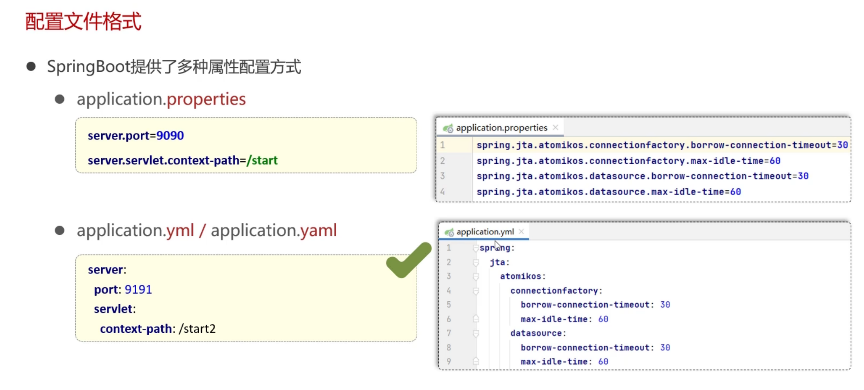 配置文件格式
SpringBoot提供了多种属性配置方式
application.properties
server.port=9090
server.servlet.context-path=/start
application.properties
1 spring.jta.atomikos.connectionfactory.borrow-connection-timeout=30
2 spring.jta.atomikos.connectionfactory.max-idle-time=60
3 spring.jta.atomikos.datasource.borrow-connection-timeout=30
4 spring.jta.atomikos.datasource.max-idle-time=60
application.yml / application.yaml
server:
port: 9191
servlet:
context-path: /start2
application.yml
1 spring:
2 jta:
3 atomikos:
4 connectionfactory:
5 borrow-connection-timeout: 30
6 max-idle-time: 60
7 datasource:
8 borrow-connection-timeout: 30
9 max-idle-time: 60